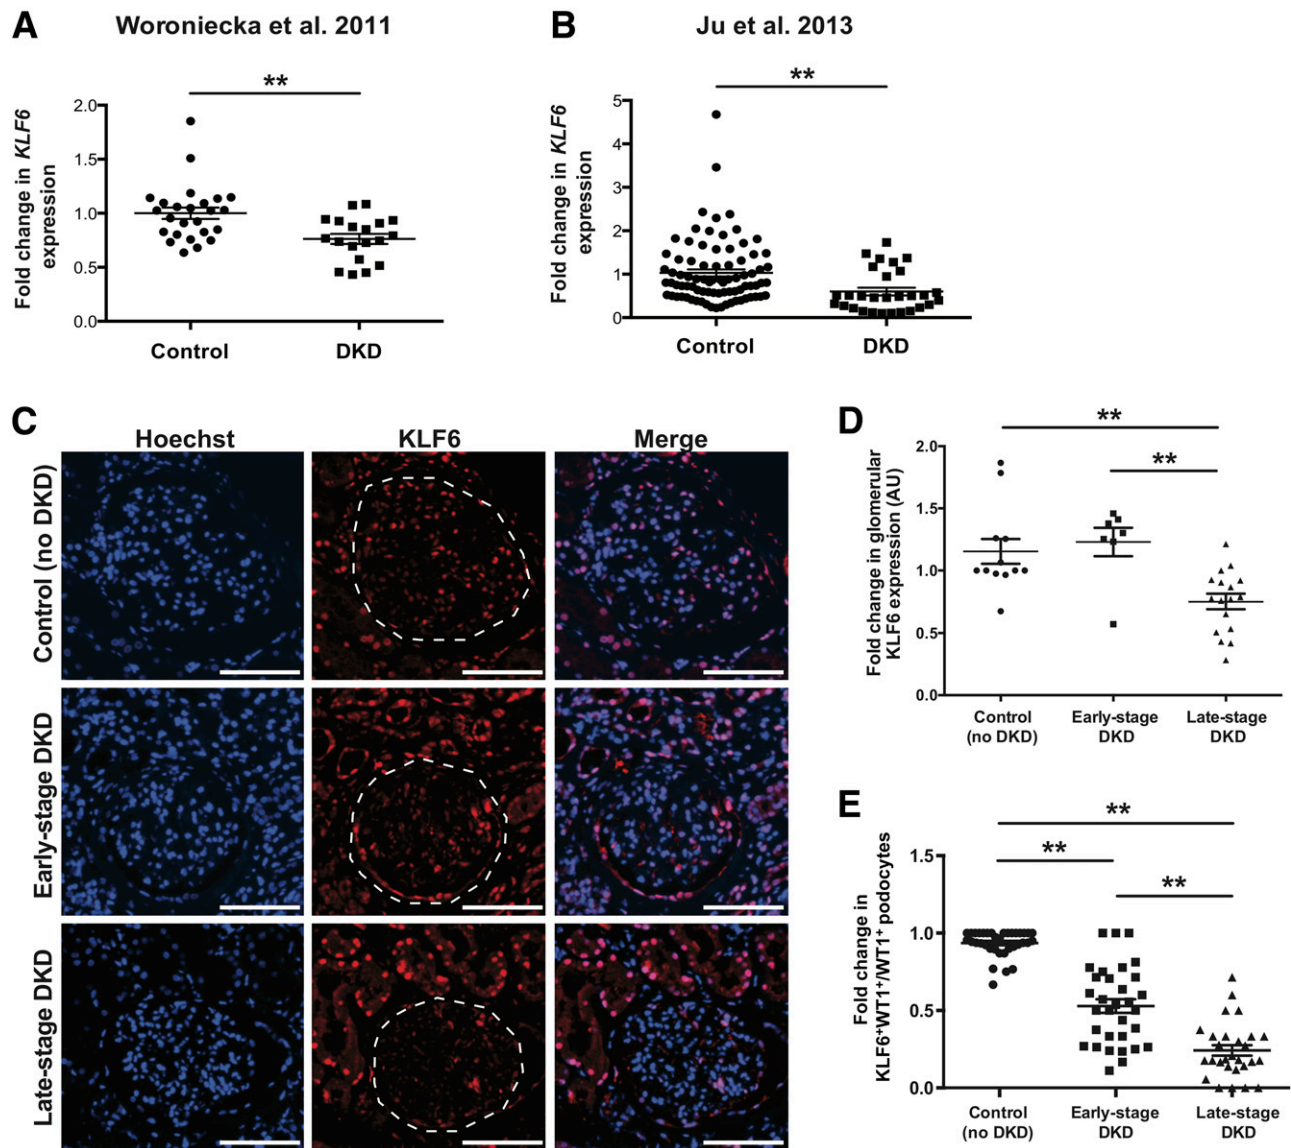 A
Woroniecka et al. 2011
**
Fold change in KLF6
expression
2.0
1.5
1.0
0.5
0.0
Control
DKD
B
Ju et al. 2013
**
Fold change in KLF6
expression
5
4
3
2
1
0
Control
DKD
C
Hoechst
KLF6
Merge
Control (no DKD)
Early-stage DKD
Late-stage DKD
D
**
**
Fold change in glomerular
KLF6 expression (AU)
2.0
1.5
1.0
0.5
0.0
Control
(no DKD)
Early-stage
DKD
Late-stage
DKD
E
**
**
**
Fold change in
KLF6⁺WT1⁺/WT1⁺ podocytes
1.5
1.0
0.5
0.0
Control
(no DKD)
Early-stage
DKD
Late-stage
DKD